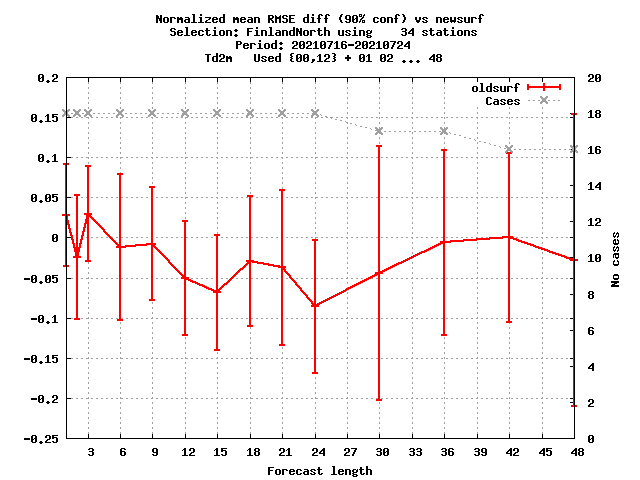 Normalized mean RMSE diff (90% conf) vs newsurf
Selection: FinlandNorth using    34 stations
Period: 20210716-20210724
Td2m   Used {00,12} + 01 02 ... 48
oldsurf
Cases
0.2
0.15
0.1
0.05
0
-0.05
-0.1
-0.15
-0.2
-0.25
20
18
16
14
12
10
8
6
4
2
0
No cases
3 6 9 12 15 18 21 24 27 30 33 36 39 42 45 48
Forecast length